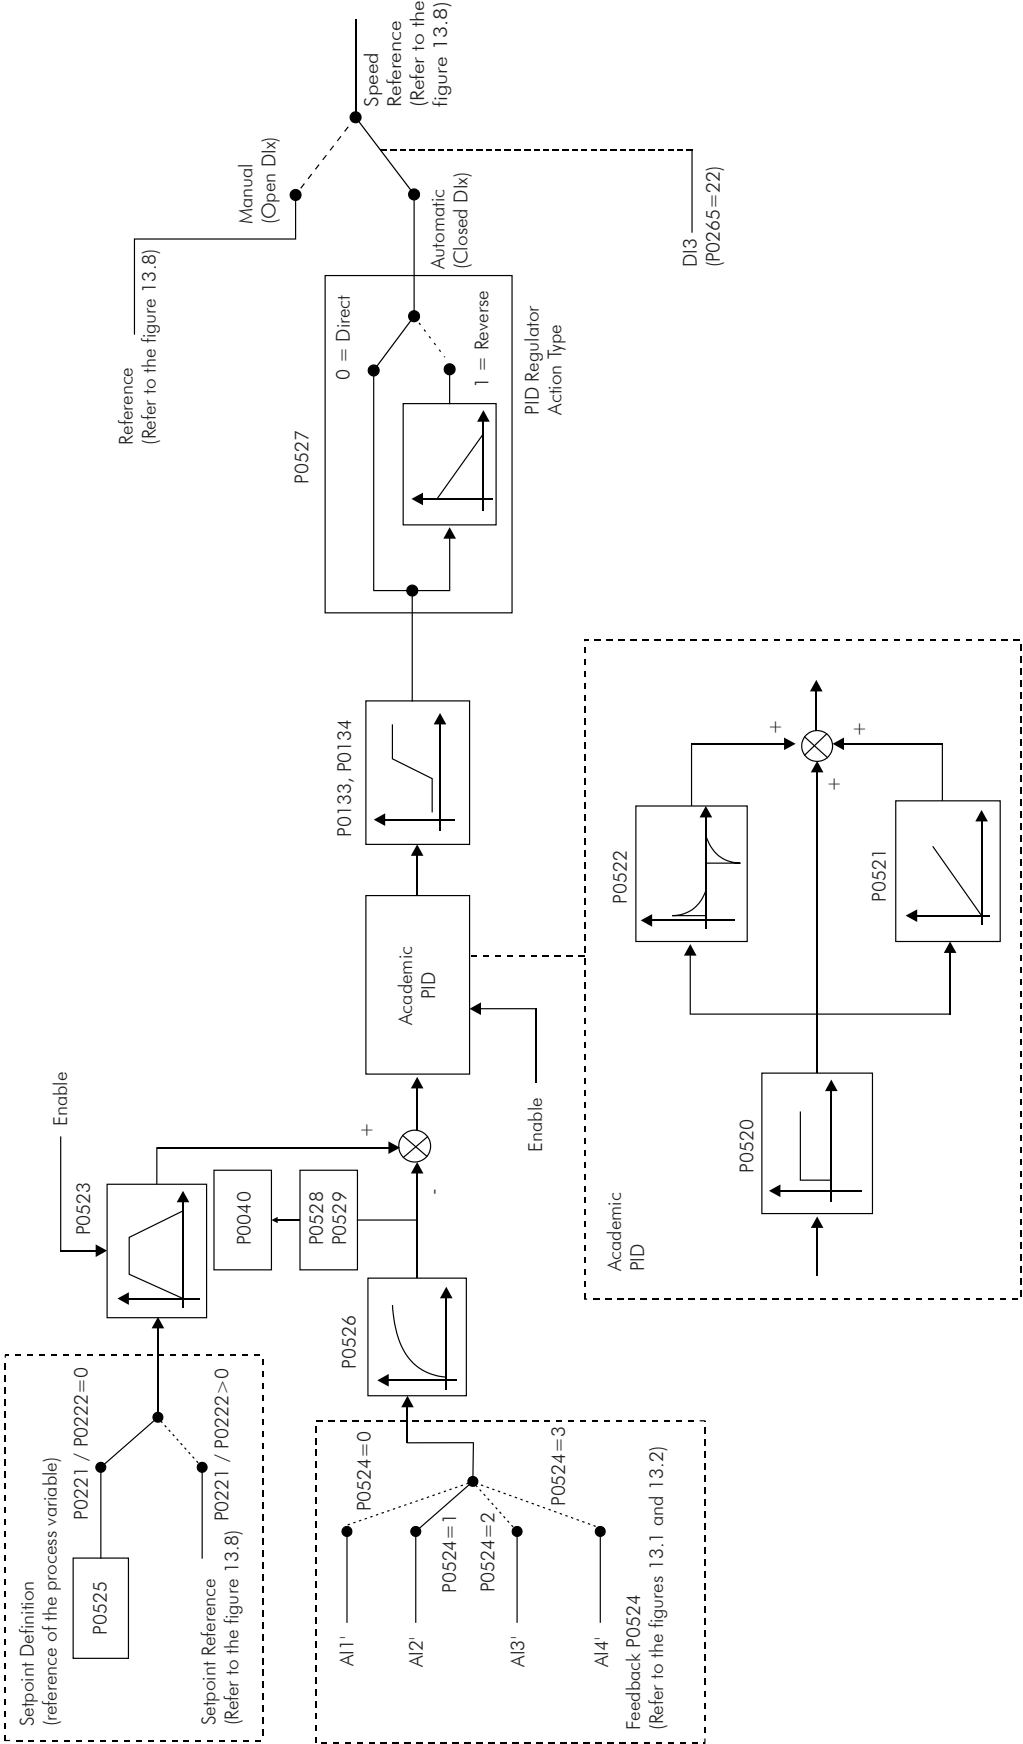 Setpoint Definition
(reference of the process variable)
P0525
P0221 / P0222=0
P0221 / P0222>0
Setpoint Reference
(Refer to the figure 13.8)
Enable
P0523
P0040
P0528
P0529
+
-
AI1'
AI2'
AI3'
AI4'
P0524=0
P0524=1
P0524=2
P0524=3
Feedback P0524
(Refer to the figures 13.1 and 13.2)
P0526
Enable
Academic
PID
P0133, P0134
P0527
0 = Direct
1 = Reverse
PID Regulator
Action Type
Reference
(Refer to the figure 13.8)
Manual
(Open DIx)
Automatic
(Closed DIx)
Speed
Reference
(Refer to the
figure 13.8)
DI3
(P0265=22)
Academic
PID
P0520
P0522
P0521
+
+
+